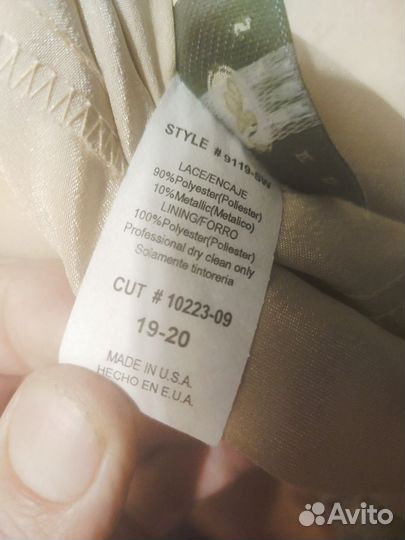 STYLE # 9119-SW
LACE/ENCAJE
90%Polyester(Poliester)
10%Metallic(Metalico)
LINING/FORRO
100%Polyester(Poliester)
Professional dry clean only
Solamente tintoreria
CUT # 10223-09
19-20
MADE IN U.S.A.
HECHO EN E.U.A.
Avito